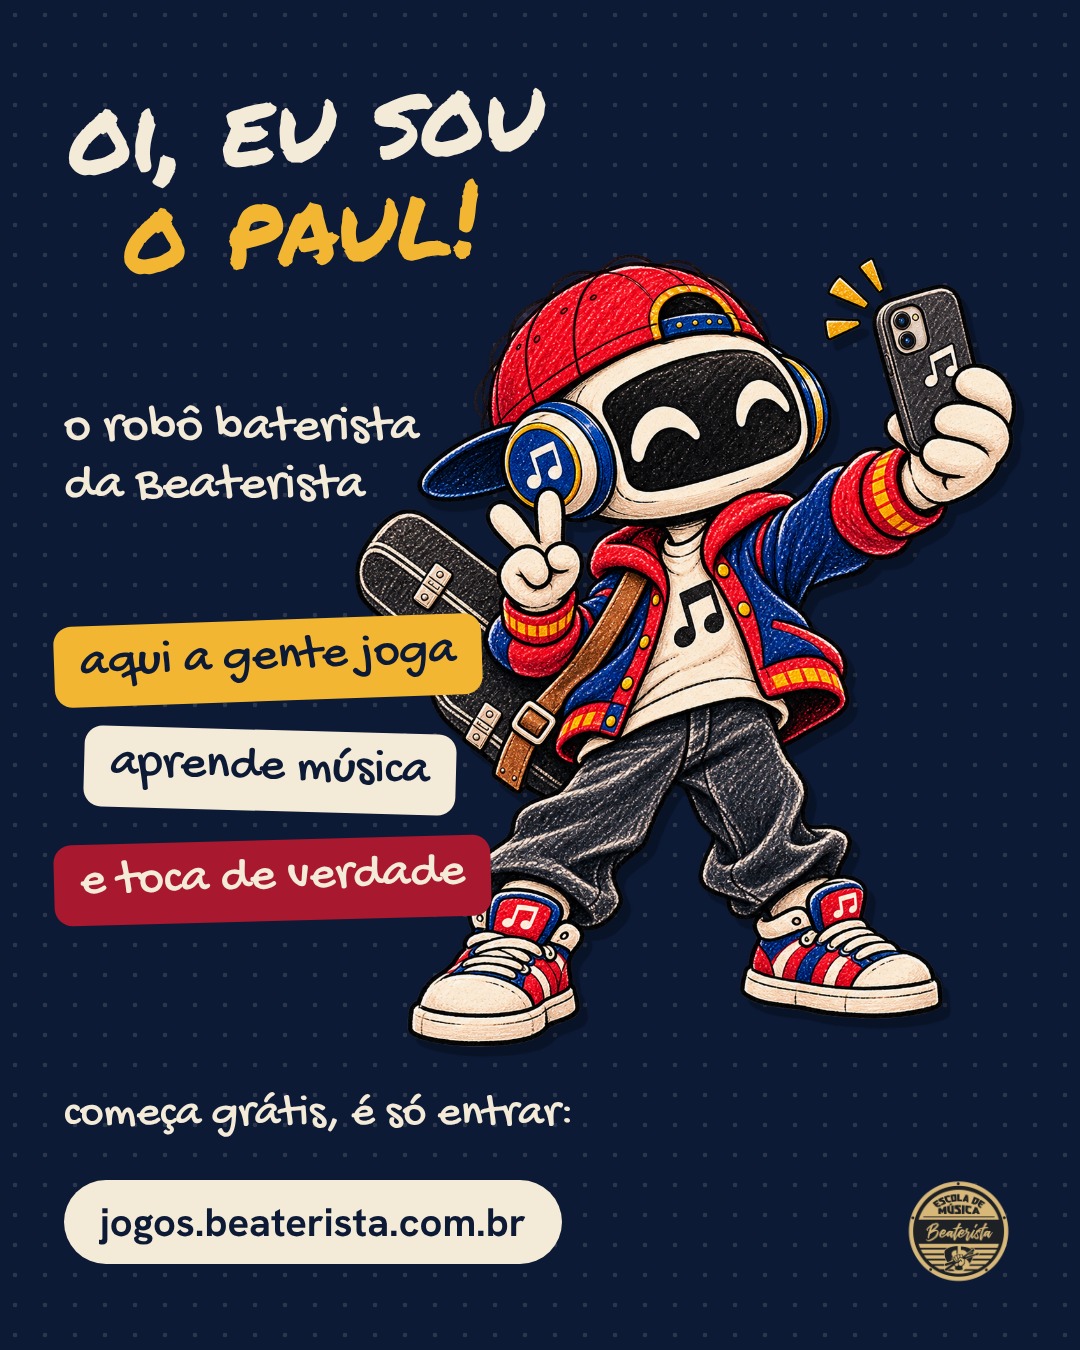 OI, EU SOU
O PAUL!
o robô baterista
da Beaterista
aqui a gente joga
aprende música
e toca de verdade
começa grátis, é só entrar:
jogos.beaterista.com.br
ESCOLA DE
MÚSICA
Beaterista